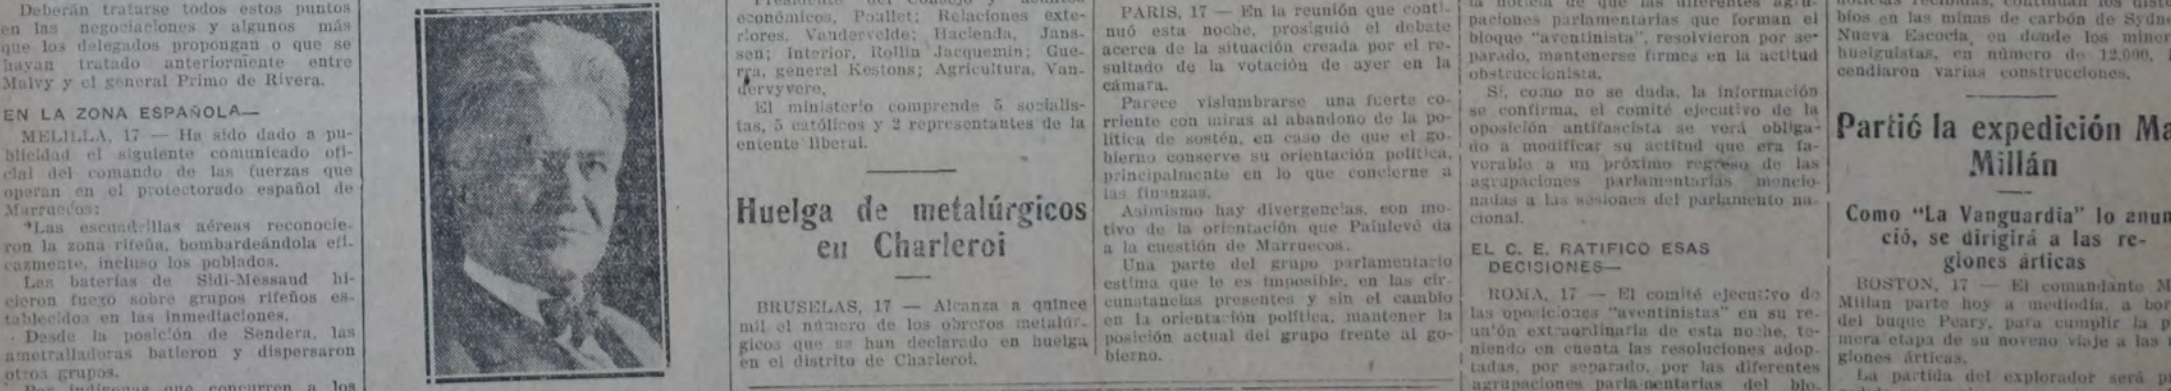 Deberán tratarse todos estos puntos
en las negociaciones y algunos más
que los delegados propongan o que se
hayan tratado anteriormente entre
Malvy y el general Primo de Rivera.
EN LA ZONA ESPAÑOLA—
MELILLA, 17 — Ha sido dado a pu-
blicidad el siguiente comunicado ofi-
cial del comando de las fuerzas que
operan en el protectorado español de
Marruecos:
"Las escuadrillas aéreas reconocie-
ron la zona rifeña, bombardeándola efi-
cazmente, incluso los poblados.
Las baterías de Sidi-Messaud hi-
cieron fuego sobre grupos rifeños es-
tablecidos en las inmediaciones.
Desde la posición de Sendera, las
ametralladoras batieron y dispersaron
otros grupos.
indígenas que concurren a los
económicos, Poullet; Relaciones exte-
riores, Vandervelde; Hacienda, Jans-
sen; Interior, Rollin Jacquemin; Gue-
rra, general Kestons; Agricultura, Van-
dervyvere.
El ministerio comprende 5 socialis-
tas, 5 católicos y 2 representantes de la
entente liberal.
Huelga de metalúrgicos
en Charleroi
BRUSELAS, 17 — Alcanza a quince
mil el número de los obreros metalúr-
gicos que se han declarado en huelga
en el distrito de Charleroi.
PARIS, 17 — En la reunión que conti-
nuó esta noche, prosiguió el debate
acerca de la situación creada por el re-
sultado de la votación de ayer en la
cámara.
Parece vislumbrarse una fuerte co-
rriente con miras al abandono de la po-
lítica de sostén, en caso de que el go-
bierno conserve su orientación política,
principalmente en lo que concierne a
las finanzas.
Asimismo hay divergencias, con mo-
tivo de la orientación que Painlevé da
a la cuestión de Marruecos.
Una parte del grupo parlamentario
estima que le es imposible, en las cir-
cunstancias presentes y sin el cambio
en la orientación política, mantener la
posición actual del grupo frente al go-
bierno.
la noticia de que las diferentes agru-
paciones parlamentarias que forman el
bloque "aventinista", resolvieron por se-
parado, mantenerse firmes en la actitud
obstruccionista.
Si, como no se duda, la información
se confirma, el comité ejecutivo de la
oposición antifascista se verá obliga-
do a modificar su actitud que era fa-
vorable a un próximo regreso de las
agrupaciones parlamentarias mencio-
nadas a las sesiones del parlamento na-
cional.
EL C. E. RATIFICO ESAS
DECISIONES—
ROMA, 17 — El comité ejecutivo de
las oposiciones "aventinistas" en su re-
unión extraordinaria de esta noche, te-
niendo en cuenta las resoluciones adop-
tadas, por separado, por las diferentes
agrupaciones parlamentarias del blo-
bios en las minas de carbón de Sydne
Nueva Escocia, en donde los miner
huelguistas, en número de 12.000,
cendiaron varias construcciones.
Partió la expedición Ma
Millán
Como "La Vanguardia" lo anun
ció, se dirigirá a las re-
giones árticas
BOSTON, 17 — El comandante M
Millan parte hoy a mediodía, a bor
del buque Peary, para cumplir la p
mera etapa de su noveno viaje a las
giones árticas.
La partida del explorador será p